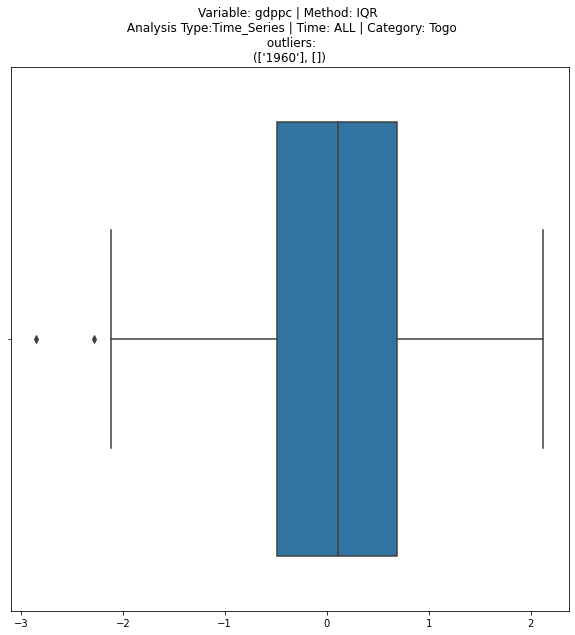 Variable: gdppc | Method: IQR
Analysis Type:Time_Series | Time: ALL | Category: Togo
outliers:
(['1960'], [])
−3 −2 −1 0 1 2